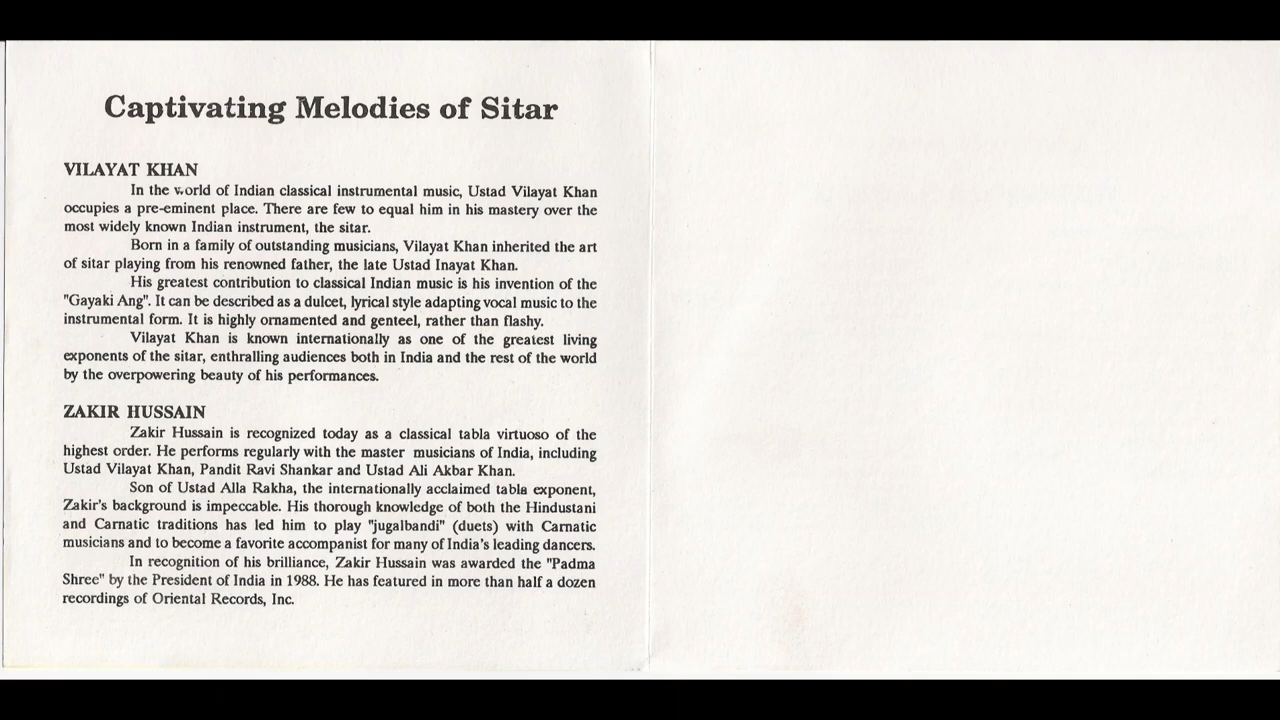 Captivating Melodies of Sitar
VILAYAT KHAN
In the world of Indian classical instrumental music, Ustad Vilayat Khan
occupies a pre-eminent place. There are few to equal him in his mastery over the
most widely known Indian instrument, the sitar.
Born in a family of outstanding musicians, Vilayat Khan inherited the art
of sitar playing from his renowned father, the late Ustad Inayat Khan.
His greatest contribution to classical Indian music is his invention of the
"Gayaki Ang". It can be described as a dulcet, lyrical style adapting vocal music to the
instrumental form. It is highly ornamented and genteel, rather than flashy.
Vilayat Khan is known internationally as one of the greatest living
exponents of the sitar, enthralling audiences both in India and the rest of the world
by the overpowering beauty of his performances.
ZAKIR HUSSAIN
Zakir Hussain is recognized today as a classical tabla virtuoso of the
highest order. He performs regularly with the master musicians of India, including
Ustad Vilayat Khan, Pandit Ravi Shankar and Ustad Ali Akbar Khan.
Son of Ustad Alla Rakha, the internationally acclaimed tabla exponent,
Zakir's background is impeccable. His thorough knowledge of both the Hindustani
and Carnatic traditions has led him to play "jugalbandi" (duets) with Carnatic
musicians and to become a favorite accompanist for many of India's leading dancers.
In recognition of his brilliance, Zakir Hussain was awarded the "Padma
Shree" by the President of India in 1988. He has featured in more than half a dozen
recordings of Oriental Records, Inc.